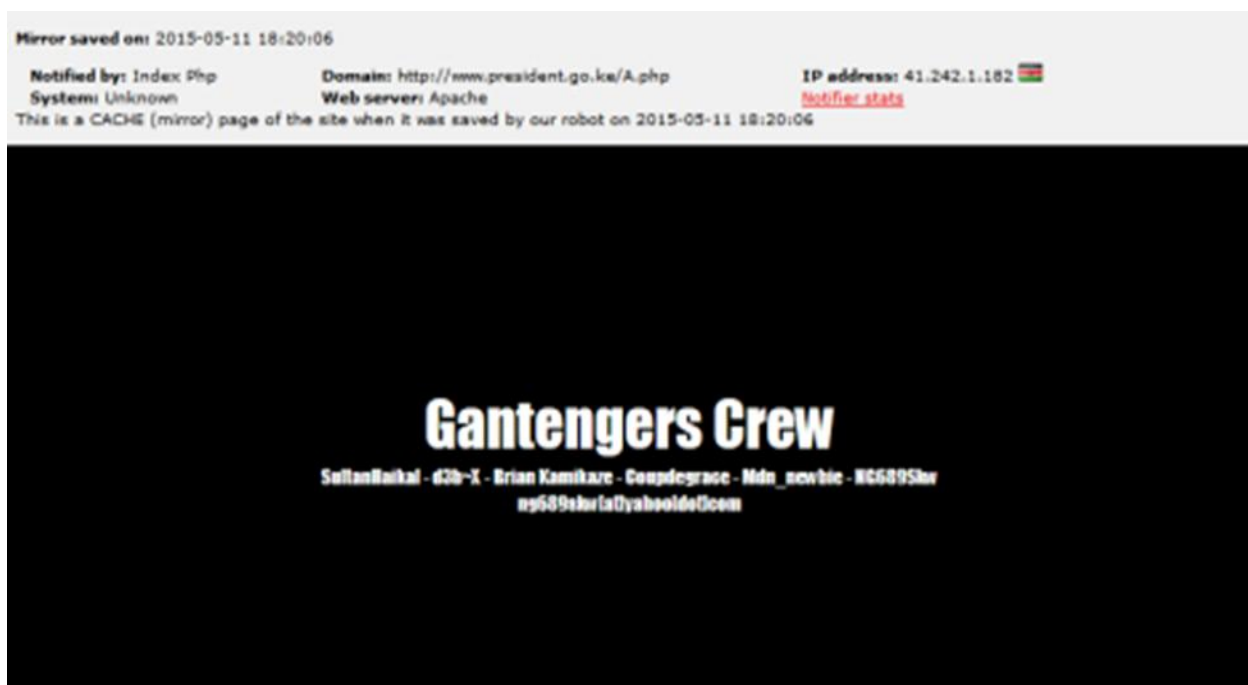 Mirror saved on: 2015-05-11 18:20:06
Notified by: Index Php Domain: http://www.president.go.ke/A.php IP address: 41.242.1.182
System: Unknown Web server: Apache Notifier stats
This is a CACHE (mirror) page of the site when it was saved by our robot on 2015-05-11 18:20:06
Gantengers Crew
SultanHaikal - d3b~X - Brian Kamikaze - Coupdegrace - Mdn_newbie - NG689Skw
ng689skw[at]yahoo[dot]com